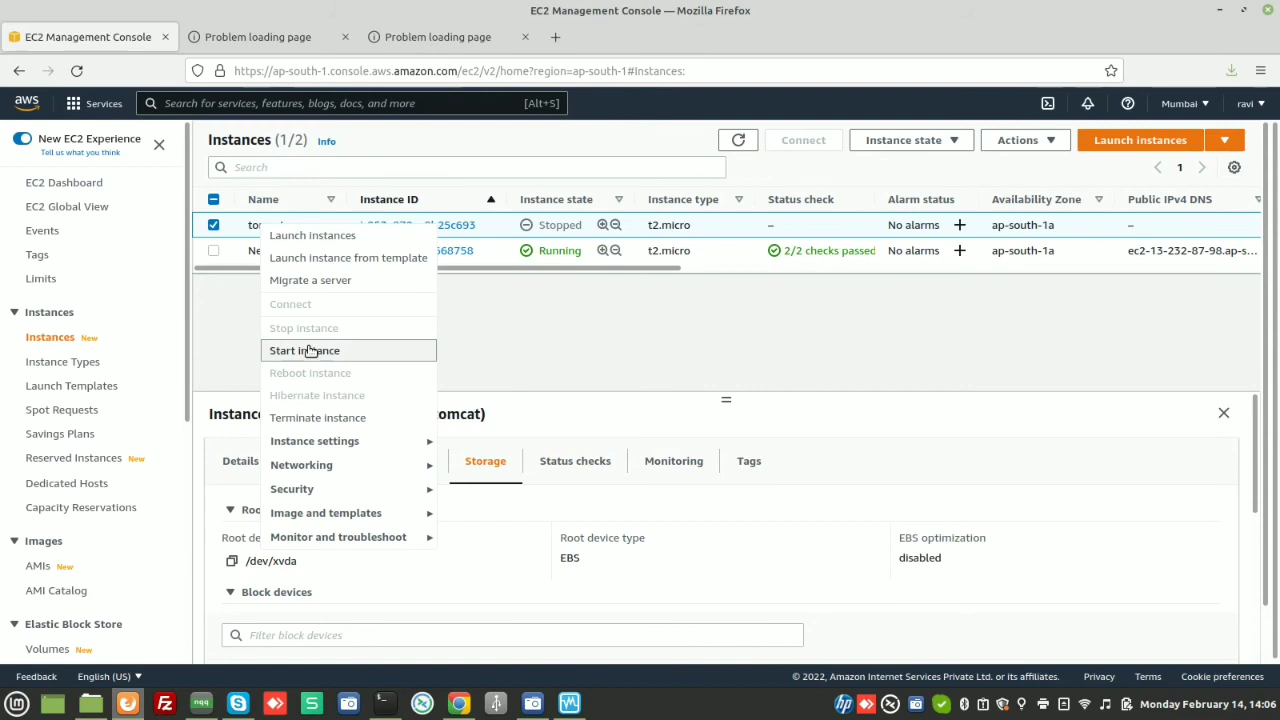 EC2 Management Console — Mozilla Firefox
EC2 Management Console
Problem loading page
Problem loading page
https://ap-south-1.console.aws.amazon.com/ec2/v2/home?region=ap-south-1#Instances:
aws
Services
Search for services, features, blogs, docs, and more
[Alt+S]
Mumbai
ravi
New EC2 Experience
Tell us what you think
EC2 Dashboard
EC2 Global View
Events
Tags
Limits
Instances
Instances New
Instance Types
Launch Templates
Spot Requests
Savings Plans
Reserved Instances New
Dedicated Hosts
Capacity Reservations
Images
AMIs New
AMI Catalog
Elastic Block Store
Volumes New
Instances (1/2) Info
Connect
Instance state
Actions
Launch instances
Search
1
Name
Instance ID
Instance state
Instance type
Status check
Alarm status
Availability Zone
Public IPv4 DNS
25c693
Stopped
t2.micro
–
No alarms
ap-south-1a
–
Ne
668758
Running
t2.micro
2/2 checks passed
No alarms
ap-south-1a
ec2-13-232-87-98.ap-s...
Launch instances
Launch instance from template
Migrate a server
Connect
Stop instance
Start instance
Reboot instance
Hibernate instance
Terminate instance
Instance settings
Networking
Security
Image and templates
Monitor and troubleshoot
Instanc
omcat)
Details
Storage
Status checks
Monitoring
Tags
Roo
Root de
/dev/xvda
Root device type
EBS
EBS optimization
disabled
Block devices
Filter block devices
Feedback
English (US)
© 2022, Amazon Internet Services Private Ltd. or its affiliates.
Privacy
Terms
Cookie preferences
nqq
Monday February 14, 14:06